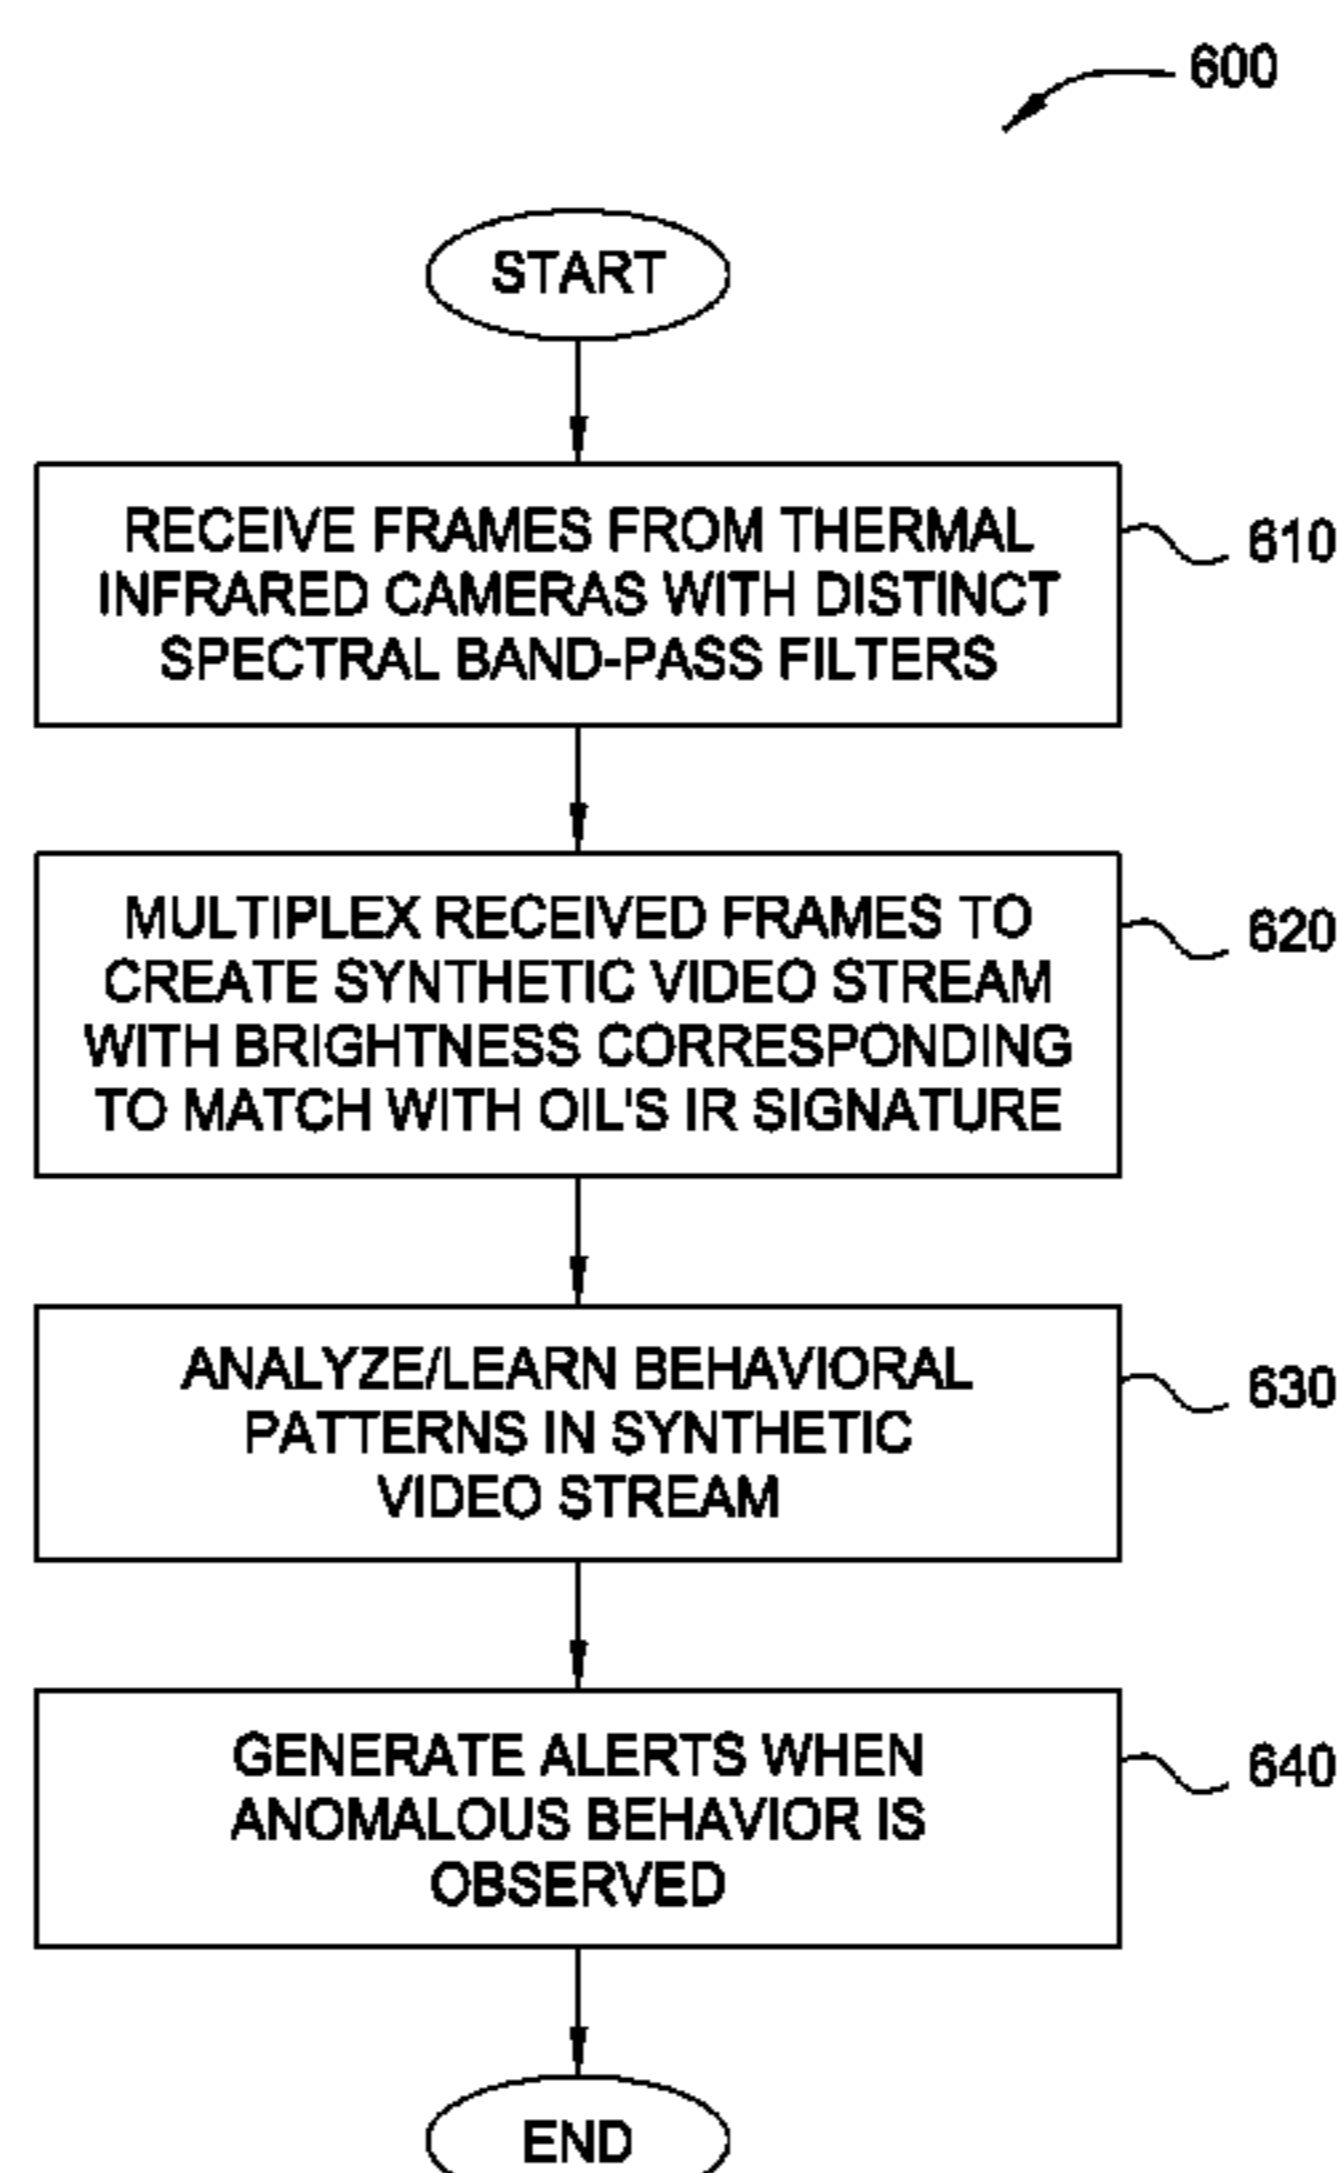 600
START
RECEIVE FRAMES FROM THERMAL
INFRARED CAMERAS WITH DISTINCT
SPECTRAL BAND-PASS FILTERS
610
MULTIPLEX RECEIVED FRAMES TO
CREATE SYNTHETIC VIDEO STREAM
WITH BRIGHTNESS CORRESPONDING
TO MATCH WITH OIL'S IR SIGNATURE
620
ANALYZE/LEARN BEHAVIORAL
PATTERNS IN SYNTHETIC
VIDEO STREAM
630
GENERATE ALERTS WHEN
ANOMALOUS BEHAVIOR IS
OBSERVED
640
END